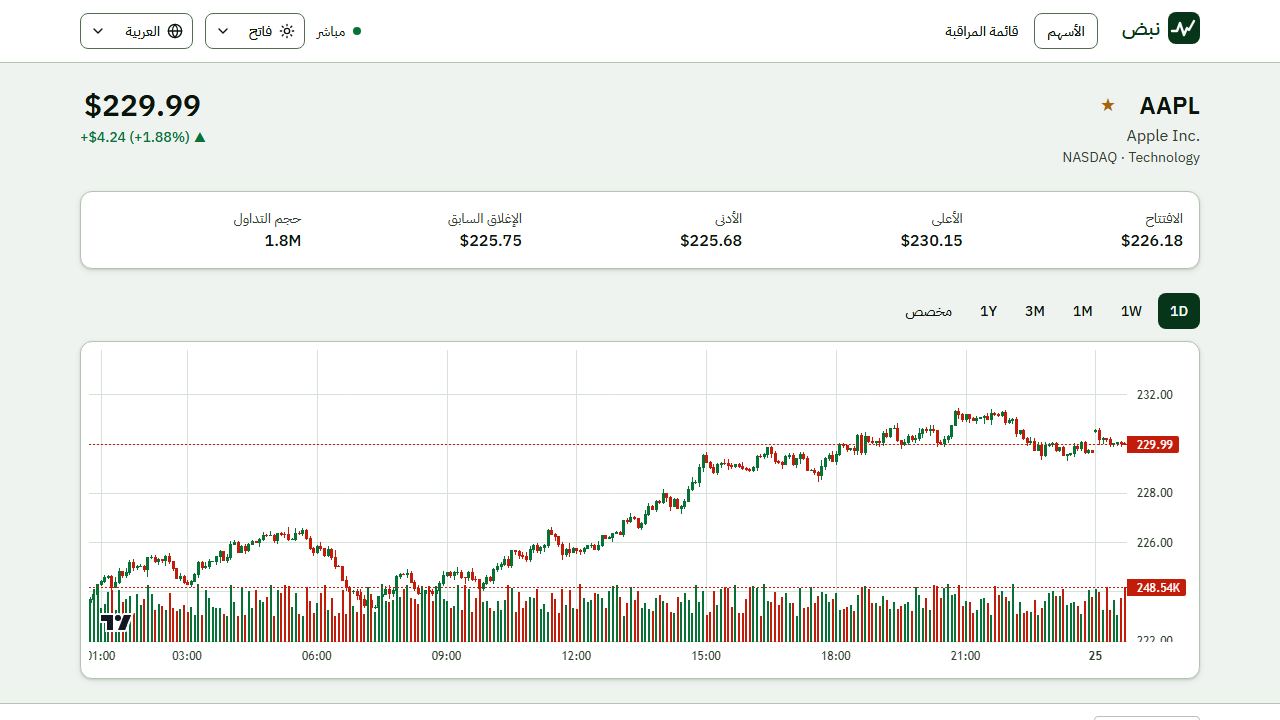 نبض
الأسهم
قائمة المراقبة
مباشر
فاتح
العربية
AAPL ★
Apple Inc.
NASDAQ · Technology
$229.99
+$4.24 (+1.88%) ▲
الافتتاح
$226.18
الأعلى
$230.15
الأدنى
$225.68
الإغلاق السابق
$225.75
حجم التداول
1.8M
1D
1W
1M
3M
1Y
مخصص
232.00
229.99
228.00
226.00
248.54K
222.00
01:00 03:00 06:00 09:00 12:00 15:00 18:00 21:00 25